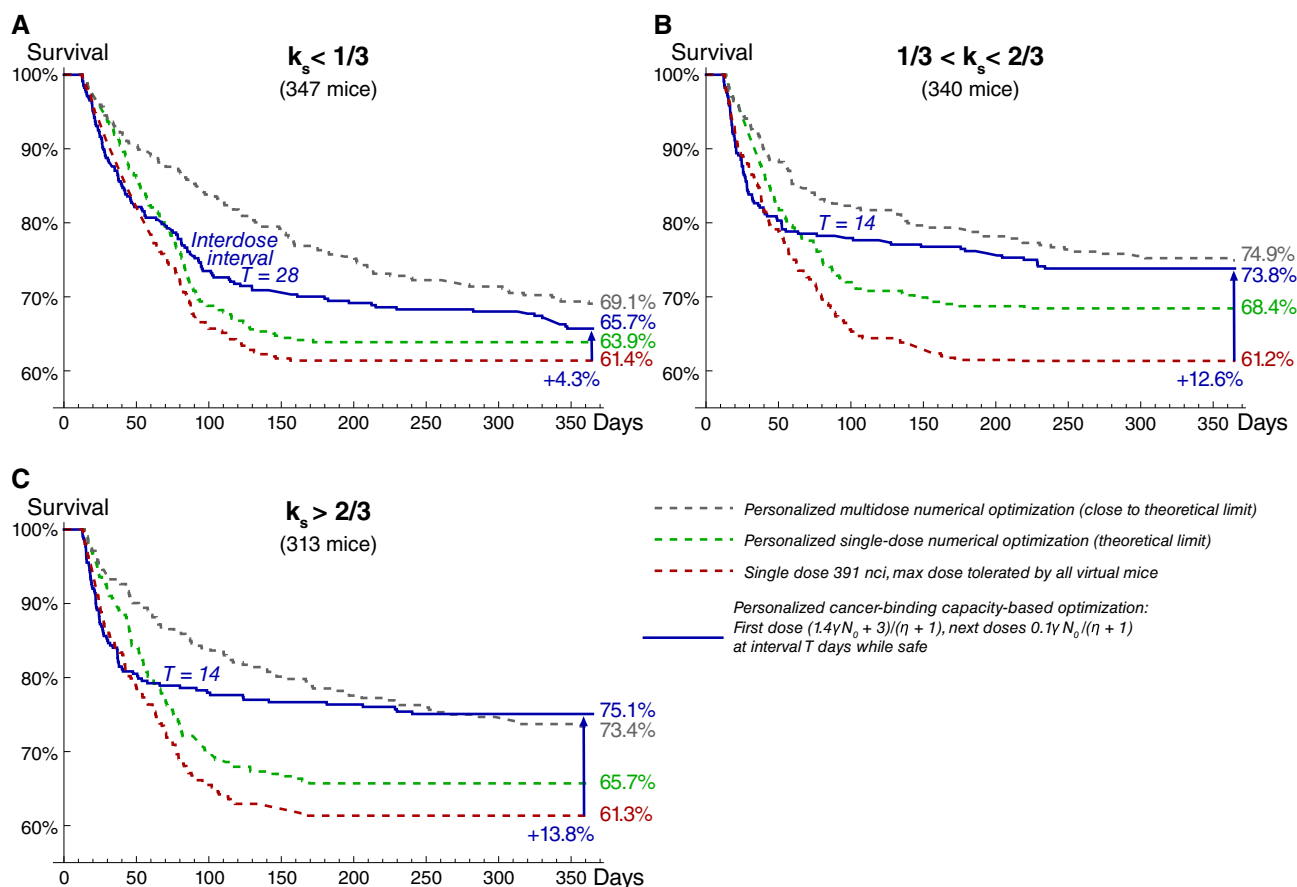 A
Survival
k_s < 1/3
(347 mice)
100%
90%
80%
70%
60%
Interdose
interval
T = 28
69.1%
65.7%
63.9%
61.4%
+4.3%
0 50 100 150 200 250 300 350 Days
B
Survival
1/3 < k_s < 2/3
(340 mice)
100%
90%
80%
70%
60%
T = 14
74.9%
73.8%
68.4%
61.2%
+12.6%
0 50 100 150 200 250 300 350 Days
C
Survival
k_s > 2/3
(313 mice)
100%
90%
80%
70%
60%
T = 14
75.1%
73.4%
65.7%
61.3%
+13.8%
0 50 100 150 200 250 300 350 Days
Personalized multidose numerical optimization (close to theoretical limit)
Personalized single-dose numerical optimization (theoretical limit)
Single dose 391 nci, max dose tolerated by all virtual mice
Personalized cancer-binding capacity-based optimization:
First dose (1.4γN₀ + 3)/(η + 1), next doses 0.1γ N₀/(η + 1)
at interval T days while safe